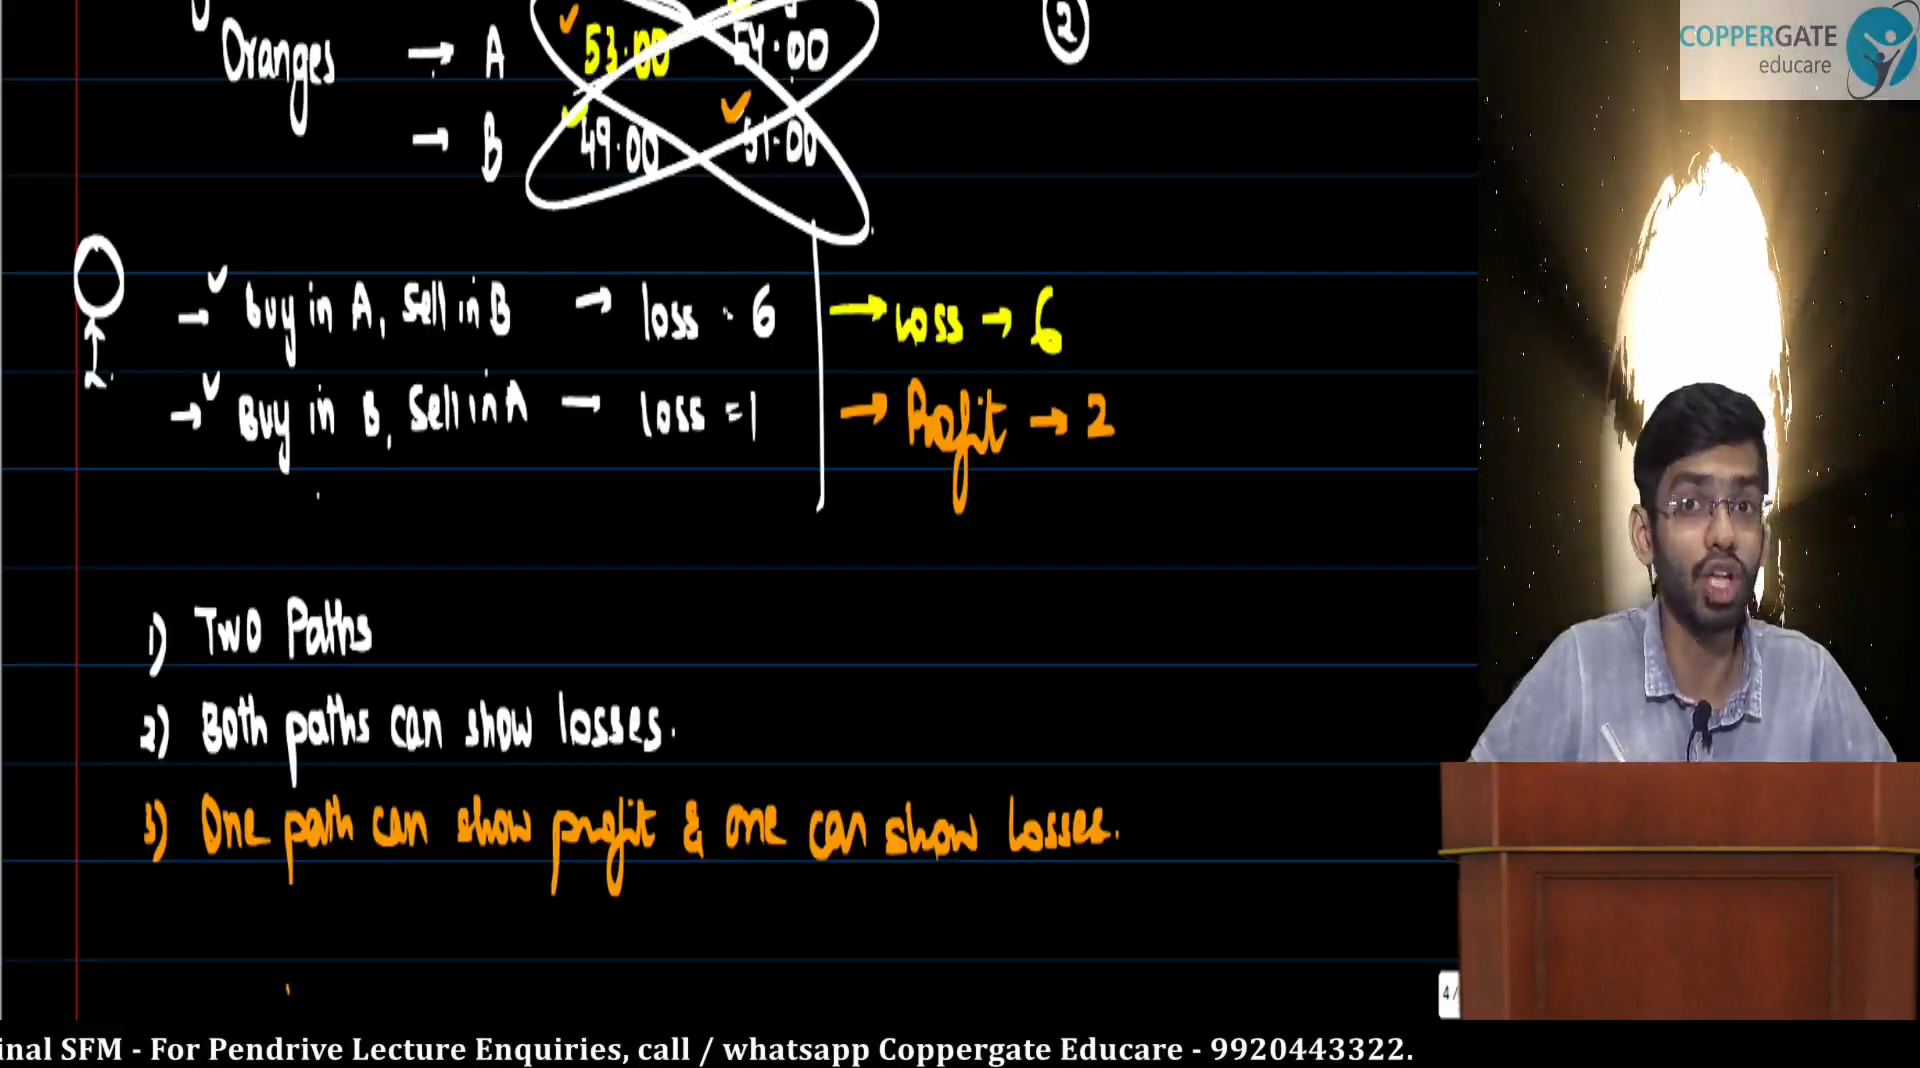 2
COPPERGATE
educare
Oranges → A 53.00 54.00
→ B 49.00 51.00
→ Buy in A, Sell in B → loss - 6 → Loss → 6
→ Buy in B, Sell in A — loss = 1 → Profit → 2
1) Two Paths
2) Both paths can show losses.
3) One path can show profit & one can show losses.
4/
inal SFM - For Pendrive Lecture Enquiries, call / whatsapp Coppergate Educare - 9920443322.